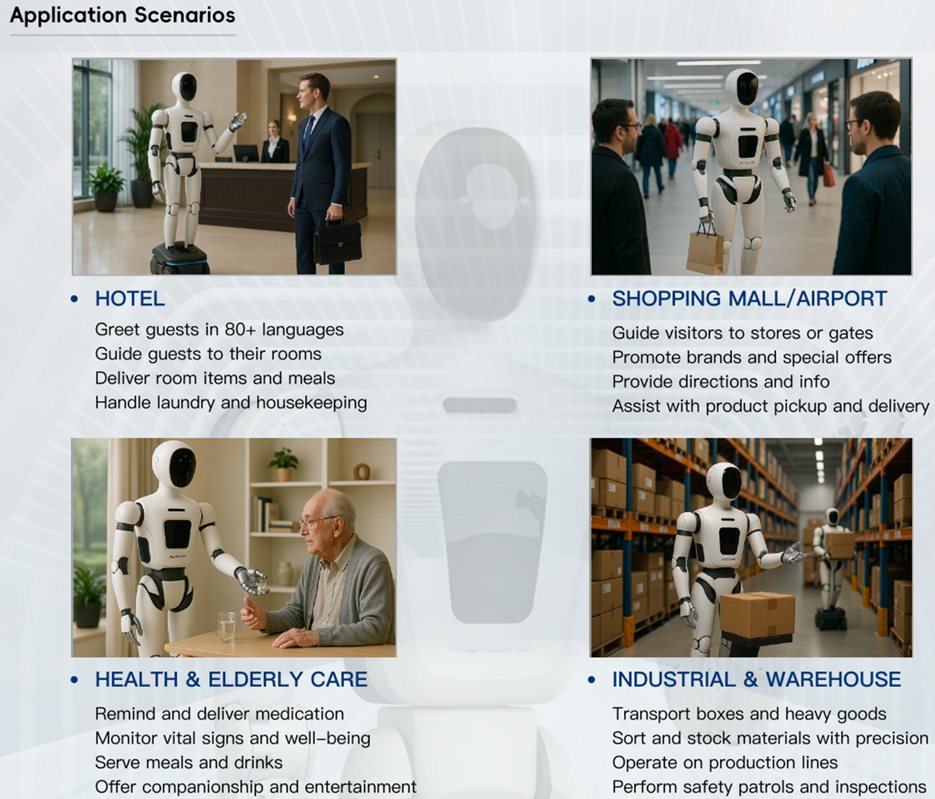 Application Scenarios
• HOTEL
Greet guests in 80+ languages
Guide guests to their rooms
Deliver room items and meals
Handle laundry and housekeeping
• SHOPPING MALL/AIRPORT
Guide visitors to stores or gates
Promote brands and special offers
Provide directions and info
Assist with product pickup and delivery
• HEALTH & ELDERLY CARE
Remind and deliver medication
Monitor vital signs and well-being
Serve meals and drinks
Offer companionship and entertainment
• INDUSTRIAL & WAREHOUSE
Transport boxes and heavy goods
Sort and stock materials with precision
Operate on production lines
Perform safety patrols and inspections